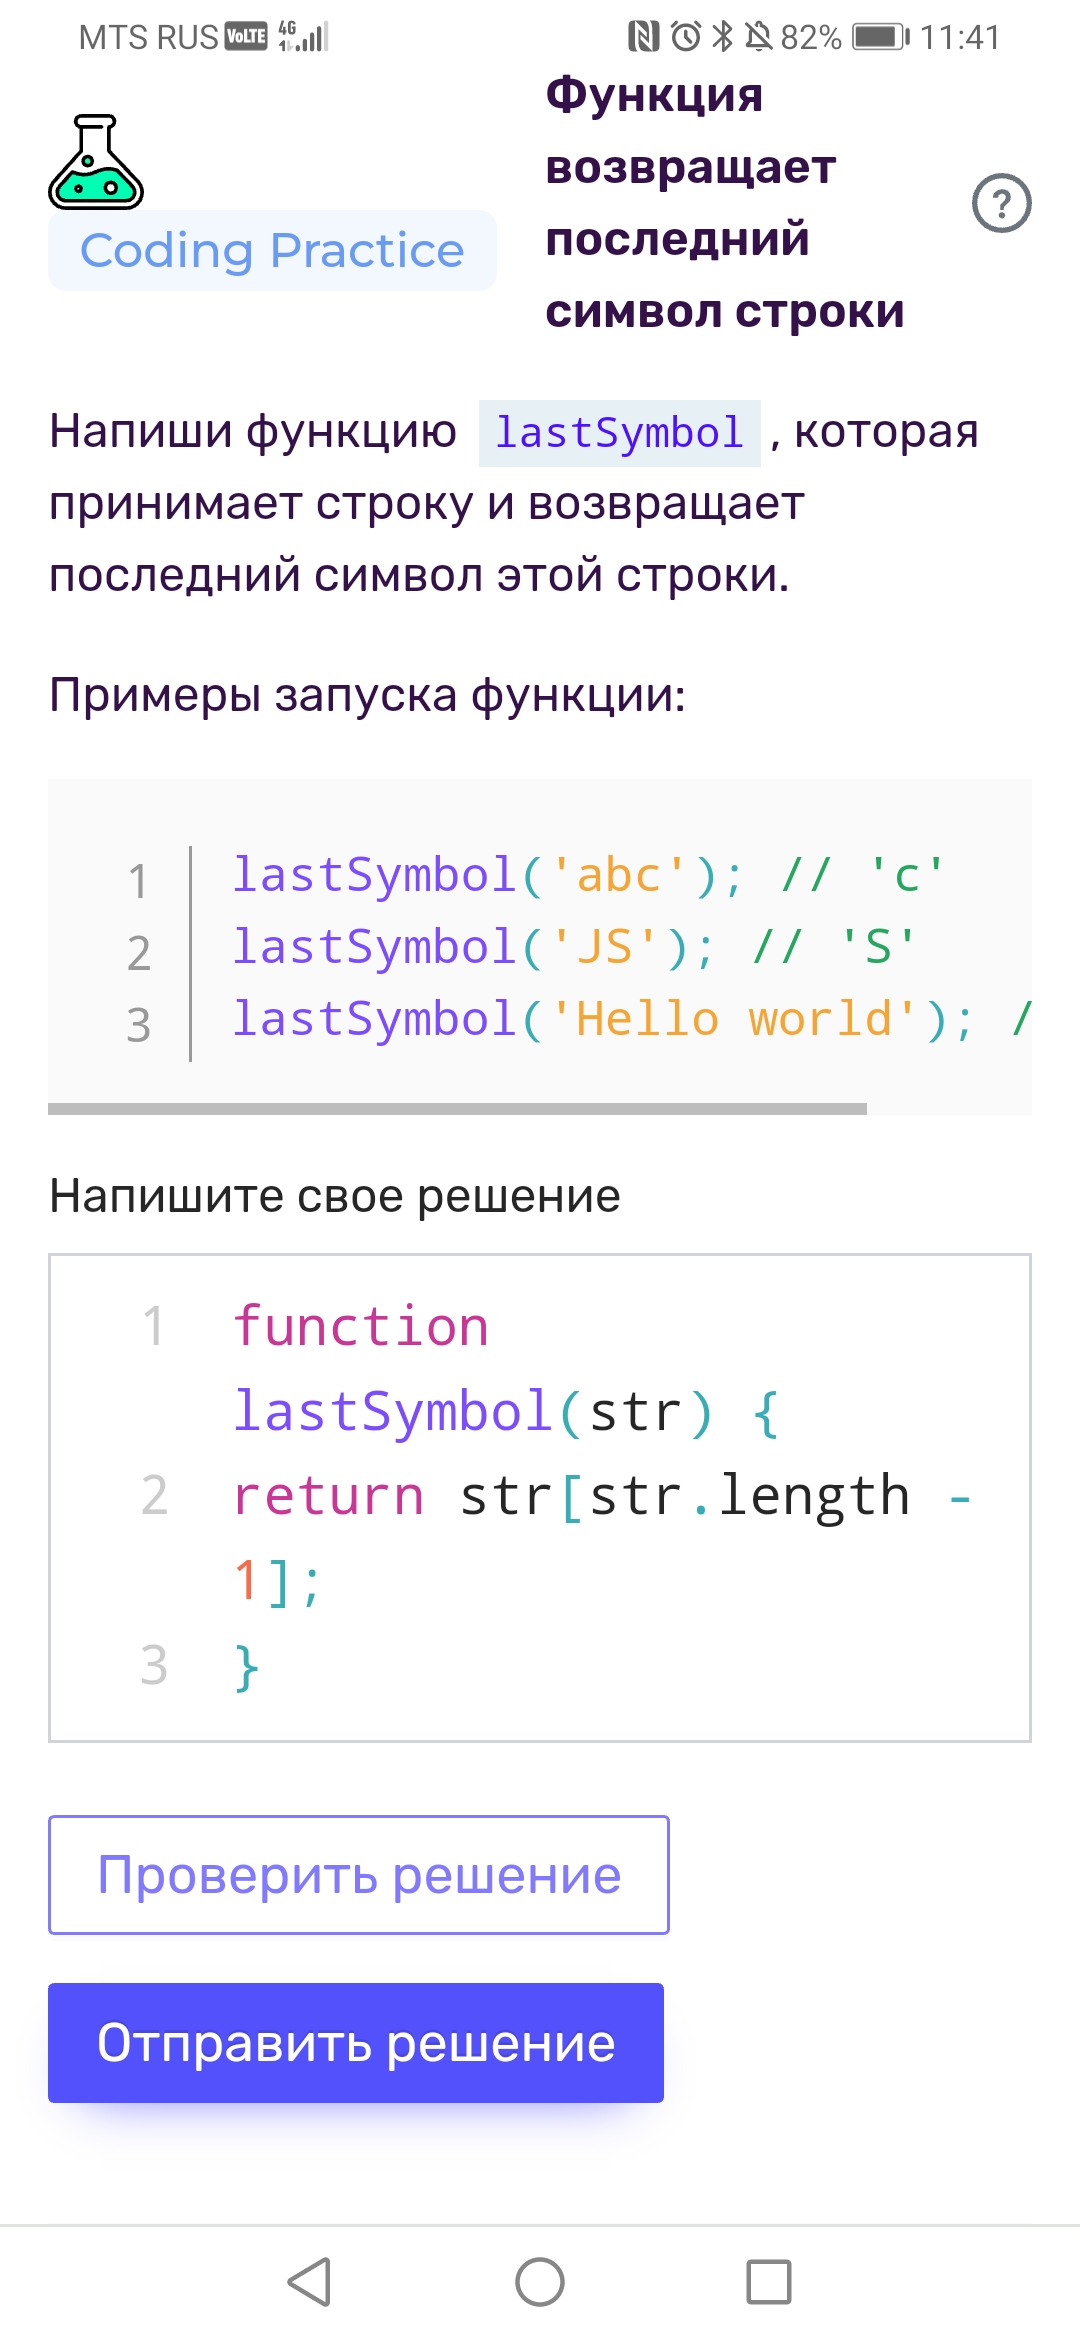 MTS RUS VoLTE 4G 82% 11:41
Функция
возвращает
последний
символ строки
?
Coding Practice
Напиши функцию lastSymbol, которая
принимает строку и возвращает
последний символ этой строки.
Примеры запуска функции:
1 lastSymbol('abc'); // 'c'
2 lastSymbol('JS'); // 'S'
3 lastSymbol('Hello world'); /
Напишите свое решение
1 function
lastSymbol(str) {
2 return str[str.length -
1];
3 }
Проверить решение
Отправить решение